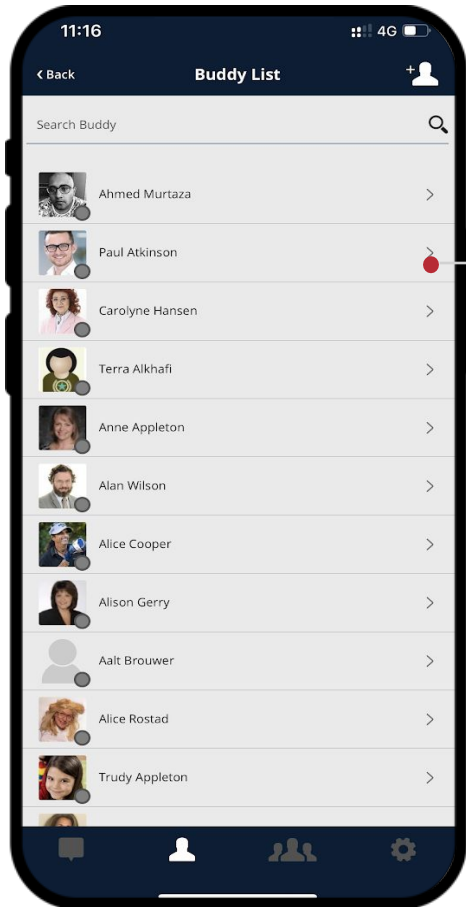 11:16
4G
Back
Buddy List
Search Buddy
Ahmed Murtaza
Paul Atkinson
Carolyne Hansen
Terra Alkhafi
Anne Appleton
Alan Wilson
Alice Cooper
Alison Gerry
Aalt Brouwer
Alice Rostad
Trudy Appleton